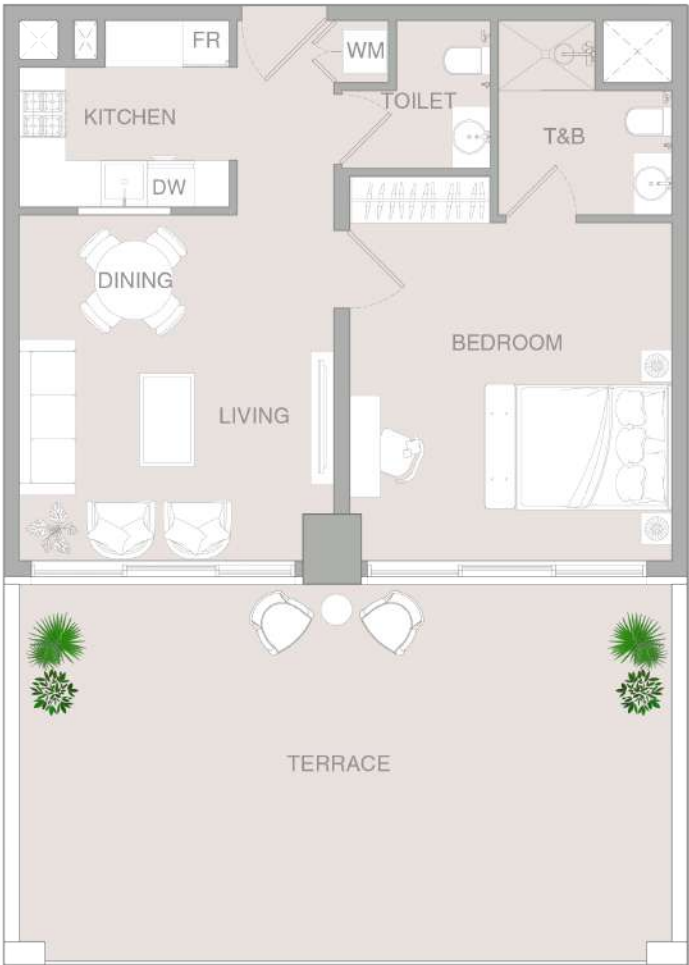 FR
WM
KITCHEN
TOILET
T&B
DW
DINING
BEDROOM
LIVING
TERRACE